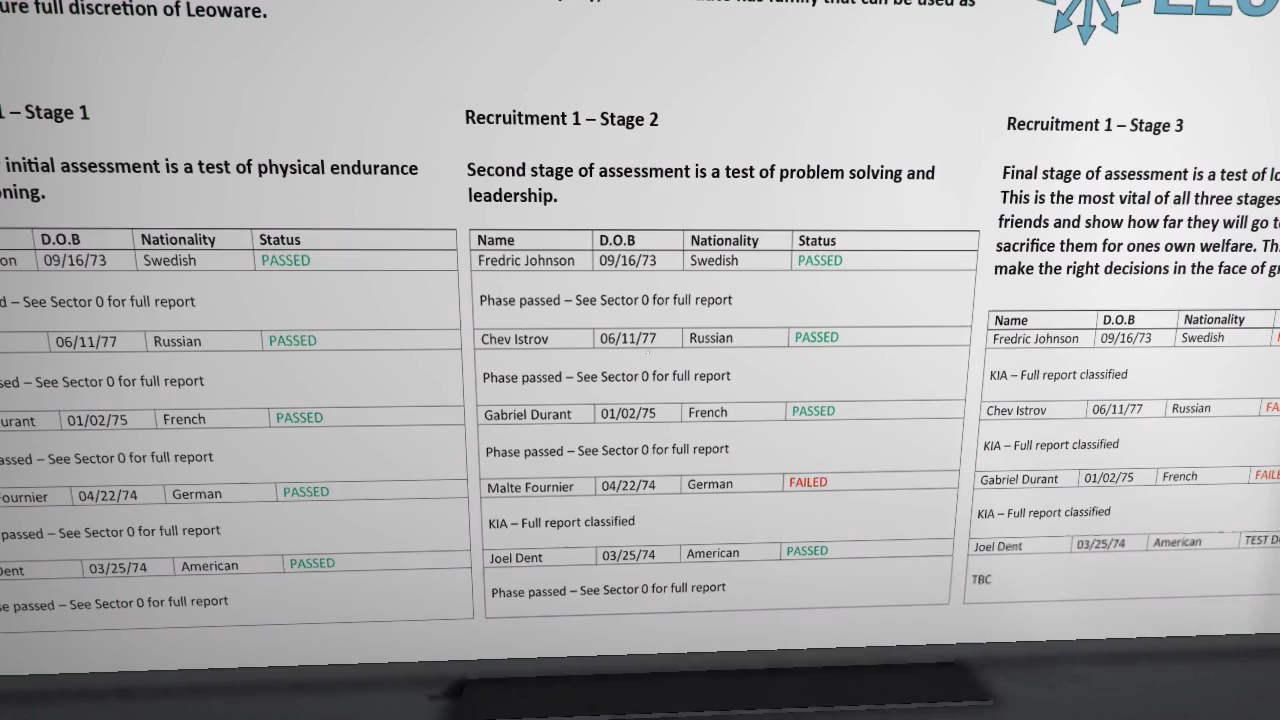 ure full discretion of Leoware.
Recruitment 1 – Stage 1
initial assessment is a test of physical endurance
D.O.B Nationality Status
09/16/73 Swedish PASSED
– See Sector 0 for full report
06/11/77 Russian PASSED
– See Sector 0 for full report
01/02/75 French PASSED
passed – See Sector 0 for full report
Fournier 04/22/74 German PASSED
passed – See Sector 0 for full report
Dent 03/25/74 American PASSED
passed – See Sector 0 for full report
family that can be used as
Recruitment 1 – Stage 2
Second stage of assessment is a test of problem solving and
leadership.
Name D.O.B Nationality Status
Fredric Johnson 09/16/73 Swedish PASSED
Phase passed – See Sector 0 for full report
Chev Istrov 06/11/77 Russian PASSED
Phase passed – See Sector 0 for full report
Gabriel Durant 01/02/75 French PASSED
Phase passed – See Sector 0 for full report
Malte Fournier 04/22/74 German FAILED
KIA – Full report classified
Joel Dent 03/25/74 American PASSED
Phase passed – See Sector 0 for full report
Recruitment 1 – Stage 3
Final stage of assessment is a test of
This is the most vital of all three stages
friends and show how far they will go
sacrifice them for ones own welfare.
make the right decisions in the face of
Name D.O.B Nationality
Fredric Johnson 09/16/73 Swedish
KIA – Full report classified
Chev Istrov 06/11/77 Russian
KIA – Full report classified
Gabriel Durant 01/02/75 French
KIA – Full report classified
Joel Dent 03/25/74 American TEST
TBC